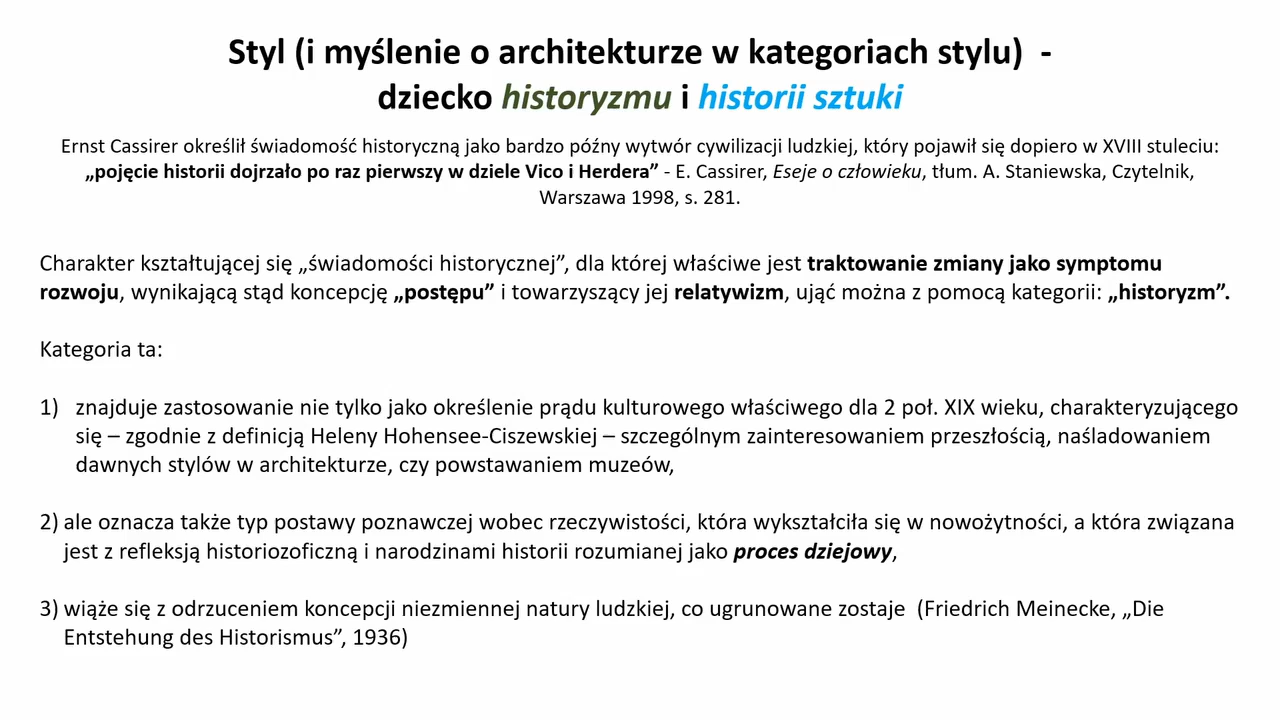 Styl (i myślenie o architekturze w kategoriach stylu)  -
dziecko historyzmu i historii sztuki
Ernst Cassirer określił świadomość historyczną jako bardzo późny wytwór cywilizacji ludzkiej, który pojawił się dopiero w XVIII stuleciu:
„pojęcie historii dojrzało po raz pierwszy w dziele Vico i Herdera” - E. Cassirer, Eseje o człowieku, tłum. A. Staniewska, Czytelnik,
Warszawa 1998, s. 281.
Charakter kształtującej się „świadomości historycznej”, dla której właściwe jest traktowanie zmiany jako symptomu
rozwoju, wynikającą stąd koncepcję „postępu” i towarzyszący jej relatywizm, ująć można z pomocą kategorii: „historyzm”.
Kategoria ta:
1) znajduje zastosowanie nie tylko jako określenie prądu kulturowego właściwego dla 2 poł. XIX wieku, charakteryzującego
się – zgodnie z definicją Heleny Hohensee-Ciszewskiej – szczególnym zainteresowaniem przeszłością, naśladowaniem
dawnych stylów w architekturze, czy powstawaniem muzeów,
2) ale oznacza także typ postawy poznawczej wobec rzeczywistości, która wykształciła się w nowożytności, a która związana
jest z refleksją historiozoficzną i narodzinami historii rozumianej jako proces dziejowy,
3) wiąże się z odrzuceniem koncepcji niezmiennej natury ludzkiej, co ugrunowane zostaje  (Friedrich Meinecke, „Die
Entstehung des Historismus”, 1936)